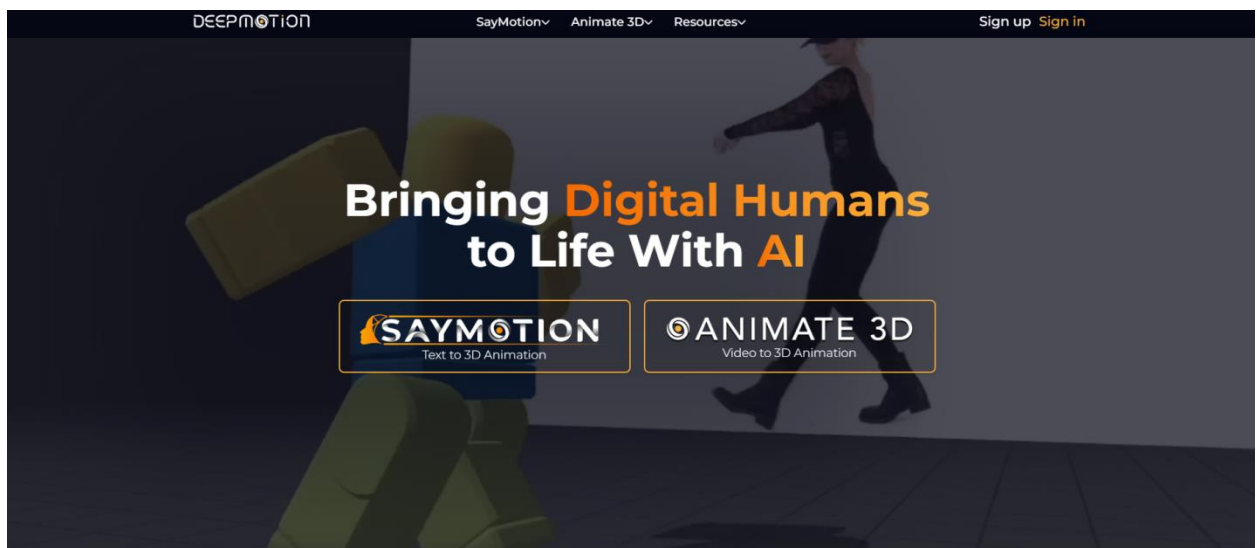 DEEPMOTION
SayMotion
Animate 3D
Resources
Sign up Sign in
Bringing Digital Humans
to Life With AI
SAYMOTION
Text to 3D Animation
ANIMATE 3D
Video to 3D Animation